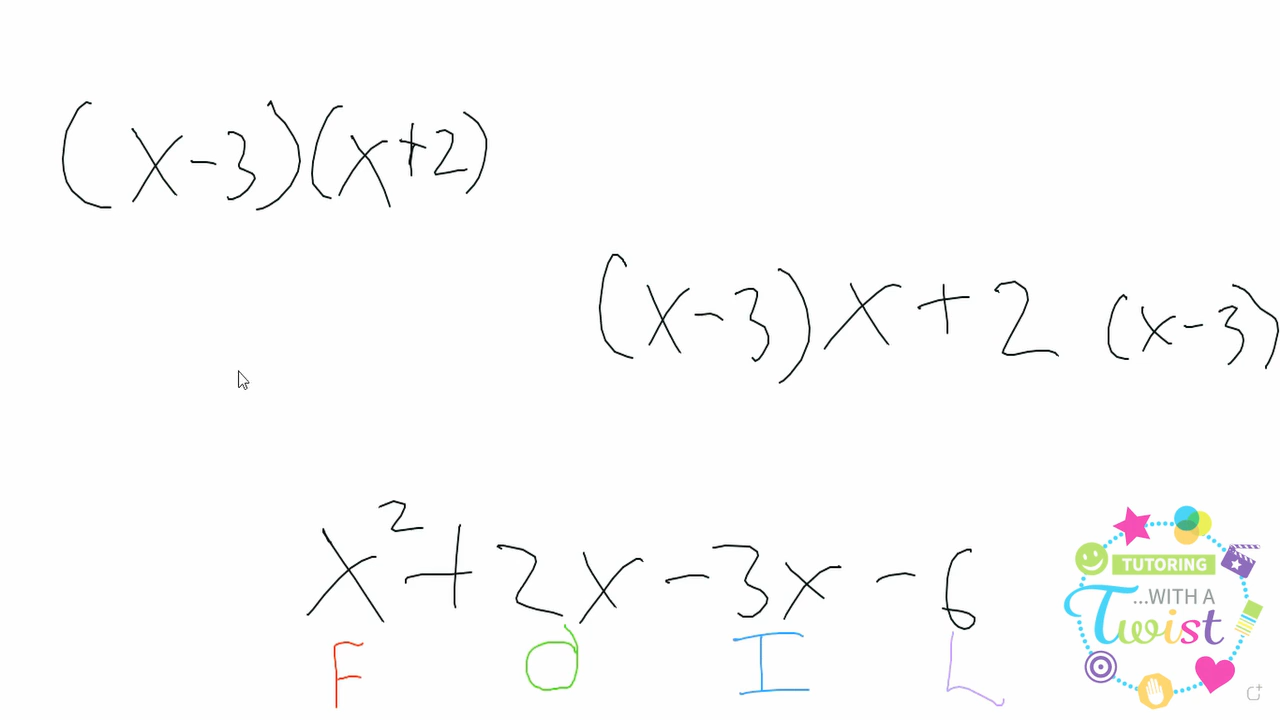 (x-3)(x+2)
(x-3)x+2(x-3)
x²+2x-3x-6
F O I L
TUTORING
...WITH A
Twist